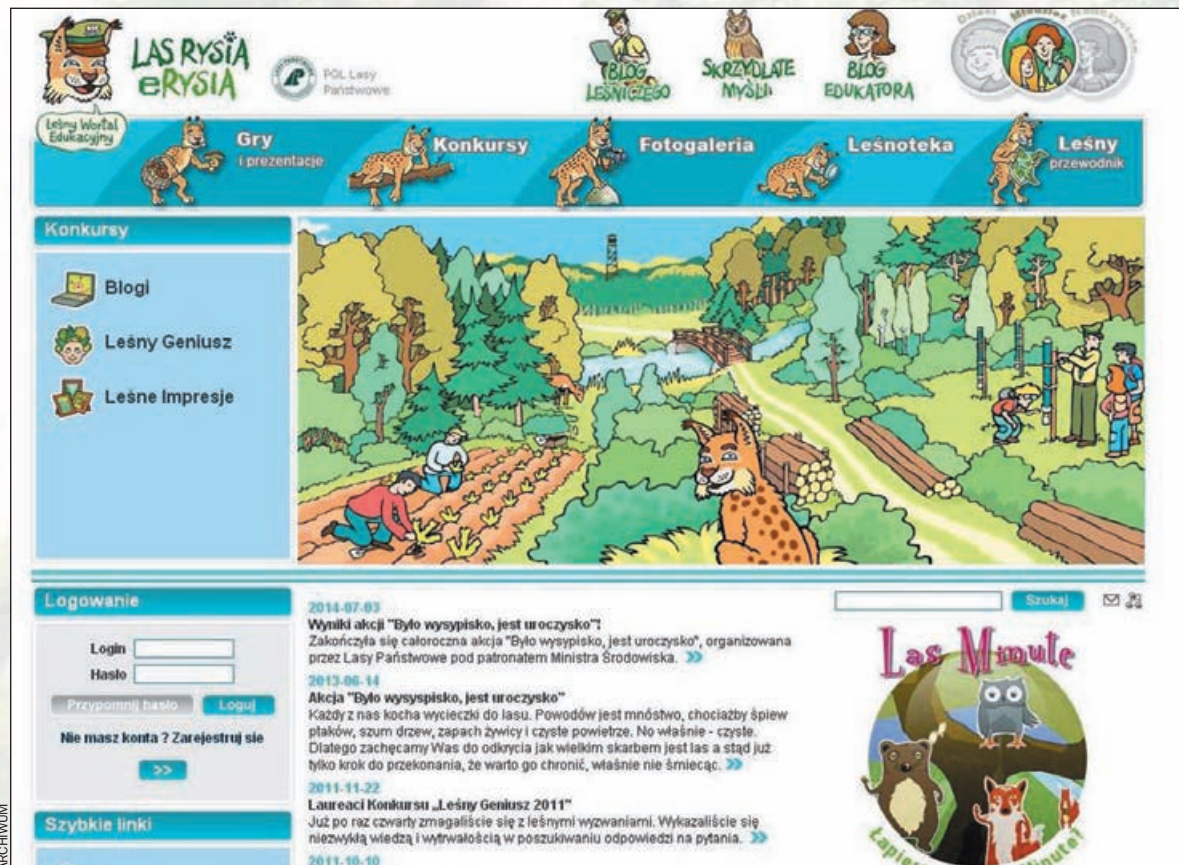 LAS RYSIA
eRYSIA
Leśny Wortal
Edukacyjny
PGL Lasy
Państwowe
BLOG
LEŚNICZEGO
SKRZYDLATE
MYŚLI
BLOG
EDUKATORA
Dzieci Młodzież Nauczyciele
Gry
i prezentacje
Konkursy
Fotogaleria
Leśnoteka
Leśny
przewodnik
Konkursy
Blogi
Leśny Geniusz
Leśne Impresje
Logowanie
Login
Hasło
Przypomnij hasło
Loguj
Nie masz konta ? Zarejestruj sie
>>
Szybkie linki
2014-07-03
Wyniki akcji "Było wysypisko, jest uroczysko"!
Zakończyła się całoroczna akcja "Było wysypisko, jest uroczysko", organizowana
przez Lasy Państwowe pod patronatem Ministra Środowiska. >>
2013-06-14
Akcja "Było wysyspisko, jest uroczysko"
Każdy z nas kocha wycieczki do lasu. Powodów jest mnóstwo, chociażby śpiew
ptaków, szum drzew, zapach żywicy i czyste powietrze. No właśnie - czyste.
Dlatego zachęcamy Was do odkrycia jak wielkim skarbem jest las a stąd już
tylko krok do przekonania, że warto go chronić, właśnie nie śmiecąc. >>
2011-11-22
Laureaci Konkursu „Leśny Geniusz 2011"
Już po raz czwarty zmagaliście się z leśnymi wyzwaniami. Wykazaliście się
niezwykłą wiedzą i wytrwałością w poszukiwaniu odpowiedzi na pytania. >>
2011-10-10
Szukaj
Las Minute
ARCHIWUM